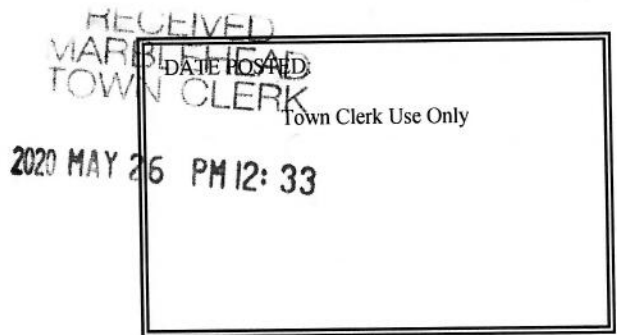 RECEIVED
MARBLEHEAD
TOWN CLERK
DATE POSTED:
Town Clerk Use Only
2020 MAY 26 PM 12: 33